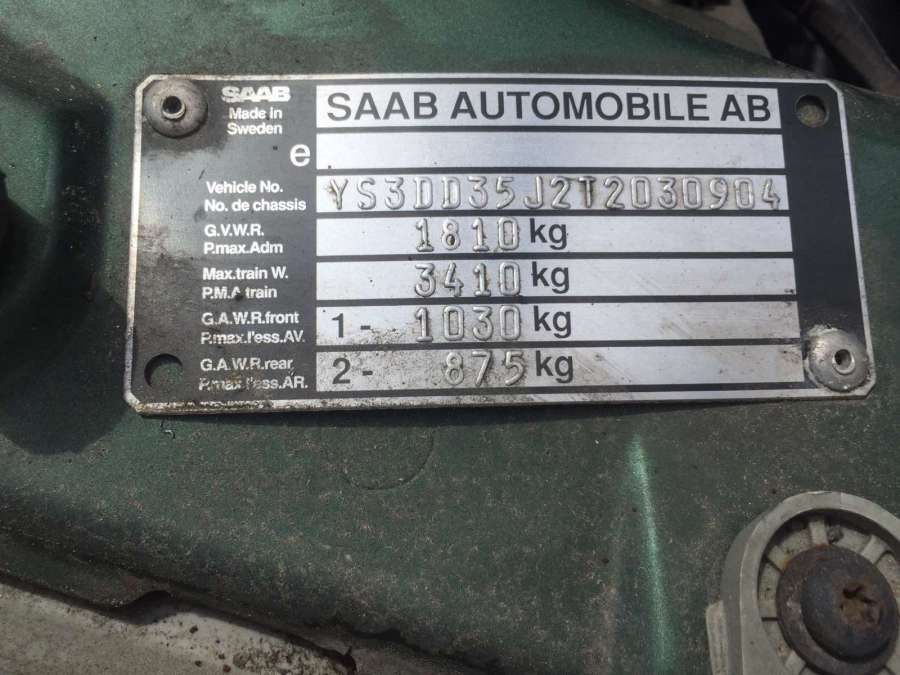 SAAB
Made in
Sweden
SAAB AUTOMOBILE AB
e
Vehicle No.
No. de chassis
YS3DD35J2T2030904
G.V.W.R.
P.max.Adm
1810 kg
Max.train W.
P.M.A train
3410 kg
G.A.W.R.front
P.max.l'ess.AV.
1- 1030 kg
G.A.W.R.rear
P.max.l'ess.AR.
2- 875 kg